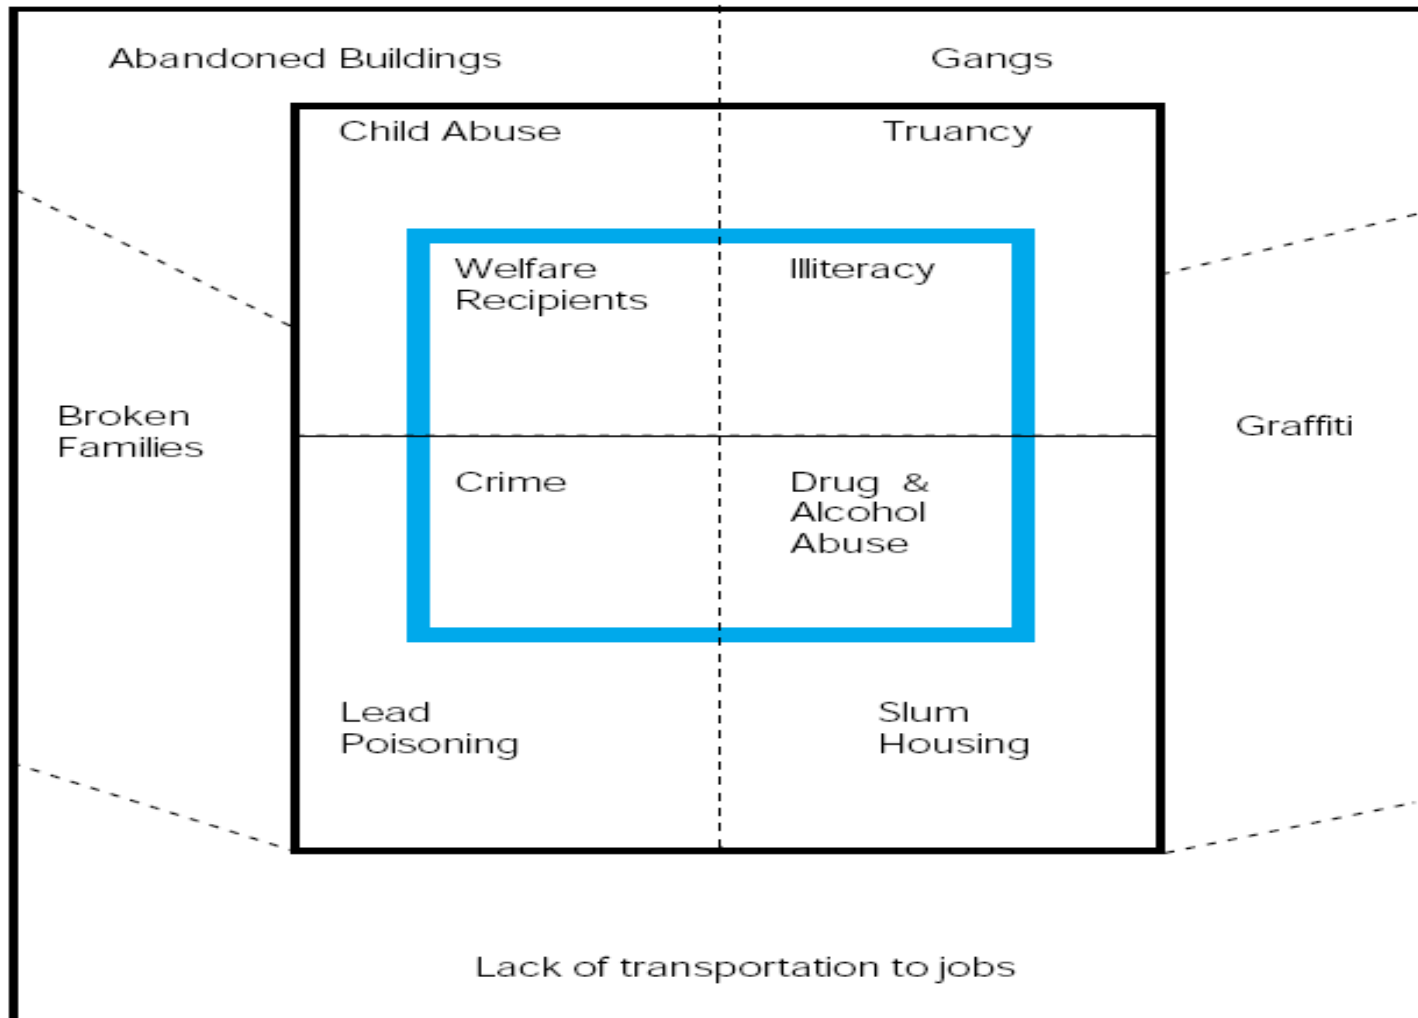 Abandoned Buildings
Gangs
Child Abuse
Truancy
Welfare
Recipients
Illiteracy
Broken
Families
Graffiti
Crime
Drug & 
Alcohol
Abuse
Lead
Poisoning
Slum
Housing
Lack of transportation to jobs